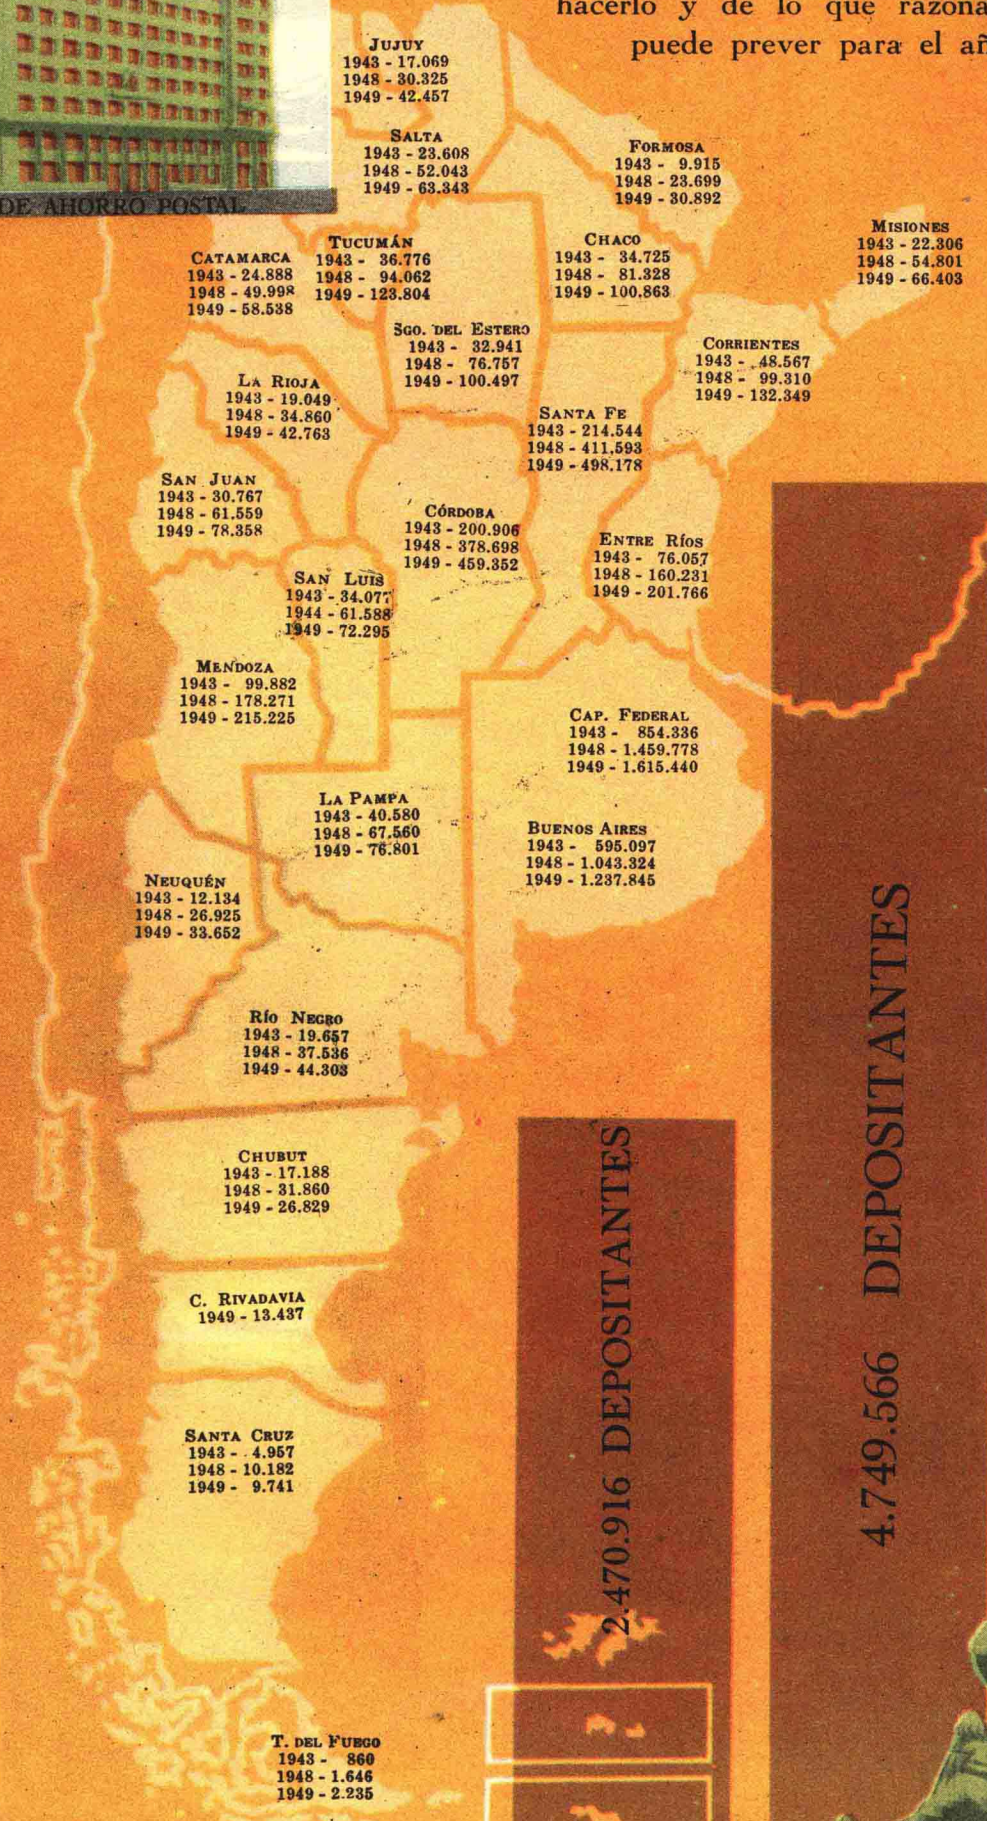 hacerlo y de lo que razona
puede prever para el añ
DE AHORRO POSTAL
JUJUY
1943 - 17.069
1948 - 30.325
1949 - 42.457
SALTA
1943 - 23.608
1948 - 52.043
1949 - 63.343
FORMOSA
1943 - 9.915
1948 - 23.699
1949 - 30.892
MISIONES
1943 - 22.306
1948 - 54.801
1949 - 66.403
CATAMARCA
1943 - 24.888
1948 - 49.998
1949 - 58.538
TUCUMÁN
1943 - 36.776
1948 - 94.062
1949 - 123.804
CHACO
1943 - 34.725
1948 - 81.328
1949 - 100.863
SGO. DEL ESTERO
1943 - 32.941
1948 - 76.757
1949 - 100.497
CORRIENTES
1943 - 48.567
1948 - 99.310
1949 - 132.349
LA RIOJA
1943 - 19.049
1948 - 34.860
1949 - 42.763
SANTA FE
1943 - 214.544
1948 - 411.593
1949 - 498.178
SAN JUAN
1943 - 30.767
1948 - 61.559
1949 - 78.358
CÓRDOBA
1943 - 200.906
1948 - 378.698
1949 - 459.352
ENTRE RÍOS
1943 - 76.057
1948 - 160.231
1949 - 201.766
SAN LUIS
1943 - 34.077
1944 - 61.588
1949 - 72.295
MENDOZA
1943 - 99.882
1948 - 178.271
1949 - 215.225
CAP. FEDERAL
1943 - 854.336
1948 - 1.459.778
1949 - 1.615.440
LA PAMPA
1943 - 40.580
1948 - 67.560
1949 - 76.801
BUENOS AIRES
1943 - 595.097
1948 - 1.043.324
1949 - 1.237.845
NEUQUÉN
1943 - 12.134
1948 - 26.925
1949 - 33.652
RÍO NEGRO
1943 - 19.657
1948 - 37.536
1949 - 44.303
CHUBUT
1943 - 17.188
1948 - 31.860
1949 - 26.829
C. RIVADAVIA
1949 - 13.437
SANTA CRUZ
1943 - 4.957
1948 - 10.182
1949 - 9.741
T. DEL FUEGO
1943 - 860
1948 - 1.646
1949 - 2.235
2.470.916 DEPOSITANTES
4.749.566 DEPOSITANTES